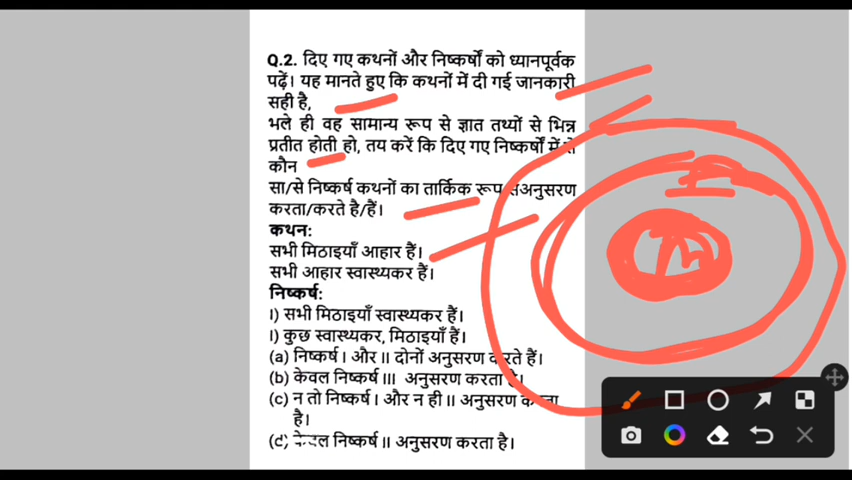 Q.2. दिए गए कथनों और निष्कर्षों को ध्यानपूर्वक
पढ़ें। यह मानते हुए कि कथनों में दी गई जानकारी
सही है,
भले ही वह सामान्य रूप से ज्ञात तथ्यों से भिन्न
प्रतीत होती हो, तय करें कि दिए गए निष्कर्षों में से
कौन
सा/से निष्कर्ष कथनों का तार्किक रूप सेअनुसरण
करता/करते है/हैं।
कथन:
सभी मिठाइयाँ आहार हैं।
सभी आहार स्वास्थ्यकर हैं।
निष्कर्ष:
I) सभी मिठाइयाँ स्वास्थ्यकर हैं।
I) कुछ स्वास्थ्यकर, मिठाइयाँ हैं।
(a) निष्कर्ष I और II दोनों अनुसरण करते हैं।
(b) केवल निष्कर्ष III अनुसरण करता है।
(c) न तो निष्कर्ष I और न ही II अनुसरण करता
है।
(d) केवल निष्कर्ष II अनुसरण करता है।